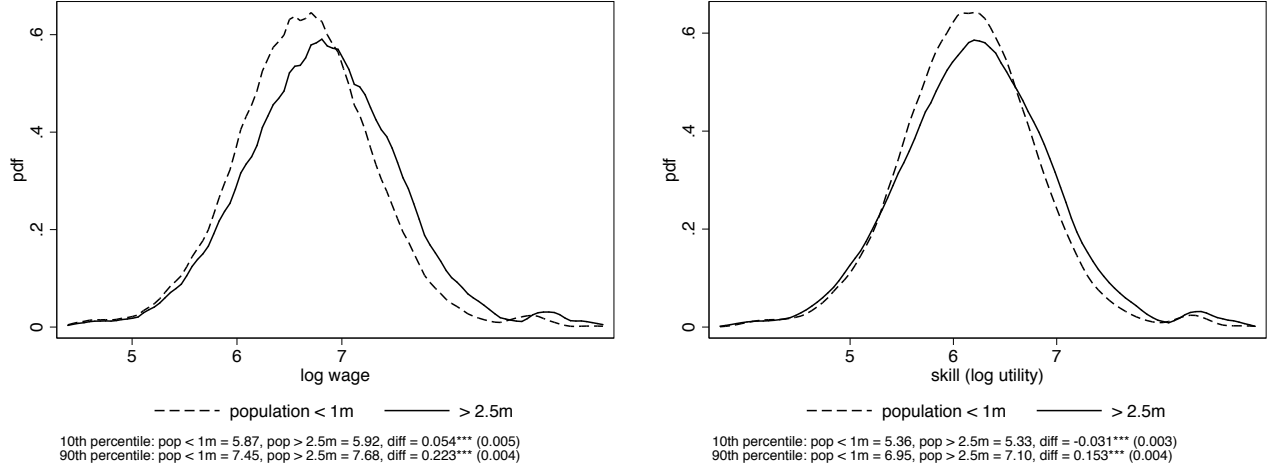 .6
.4
.2
0
pdf
5 6 7
log wage
population < 1m > 2.5m
10th percentile: pop < 1m = 5.87, pop > 2.5m = 5.92, diff = 0.054*** (0.005)
90th percentile: pop < 1m = 7.45, pop > 2.5m = 7.68, diff = 0.223*** (0.004)
.6
.4
.2
0
pdf
5 6 7
skill (log utility)
population < 1m > 2.5m
10th percentile: pop < 1m = 5.36, pop > 2.5m = 5.33, diff = -0.031*** (0.003)
90th percentile: pop < 1m = 6.95, pop > 2.5m = 7.10, diff = 0.153*** (0.004)